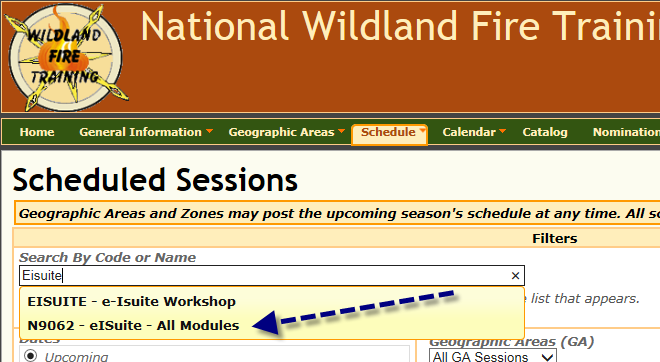 WILDLAND
FIRE
TRAINING
National Wildland Fire Traini
Home General Information Geographic Areas Schedule Calendar Catalog Nomination
Scheduled Sessions
Geographic Areas and Zones may post the upcoming season's schedule at any time. All sc
Filters
Search By Code or Name
Eisuite ×
EISUITE - e-Isuite Workshop
list that appears.
N9062 - eISuite - All Modules
Dates
Geographic Areas (GA)
Upcoming
All GA Sessions